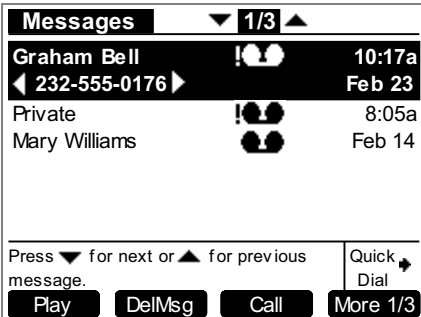 Messages 1/3
Graham Bell ! 10:17a
232-555-0176 Feb 23
Private ! 8:05a
Mary Williams Feb 14
Press for next or for previous
message.
Quick
Dial
Play DelMsg Call More 1/3